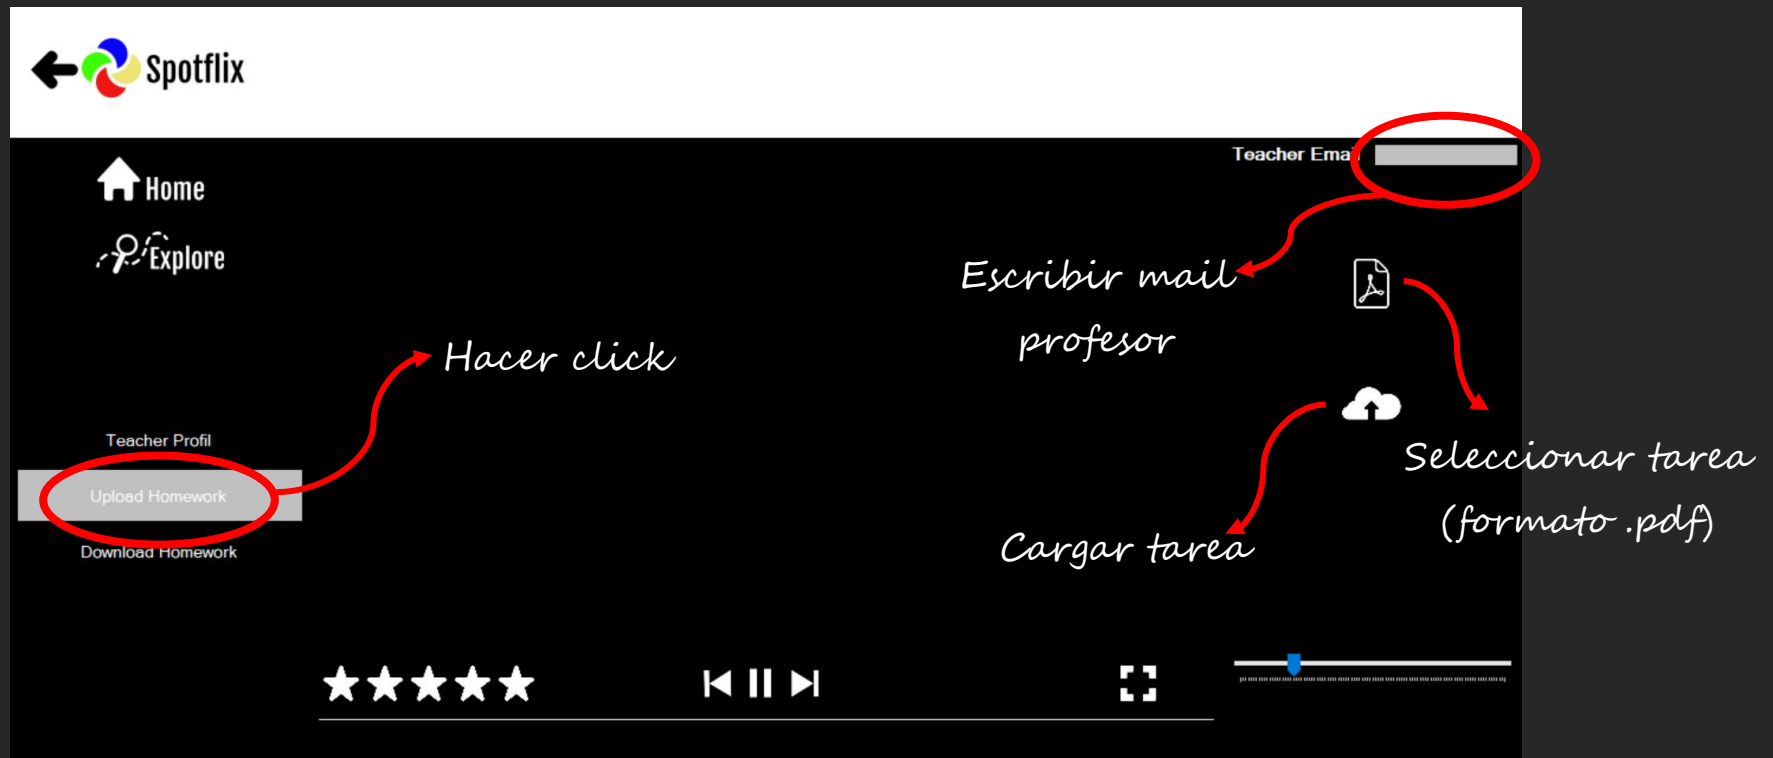 Spotflix
Home
Explore
Teacher Email
Escribir mail
profesor
Hacer click
Teacher Profil
Upload Homework
Download Homework
Seleccionar tarea
(formato .pdf)
Cargar tarea